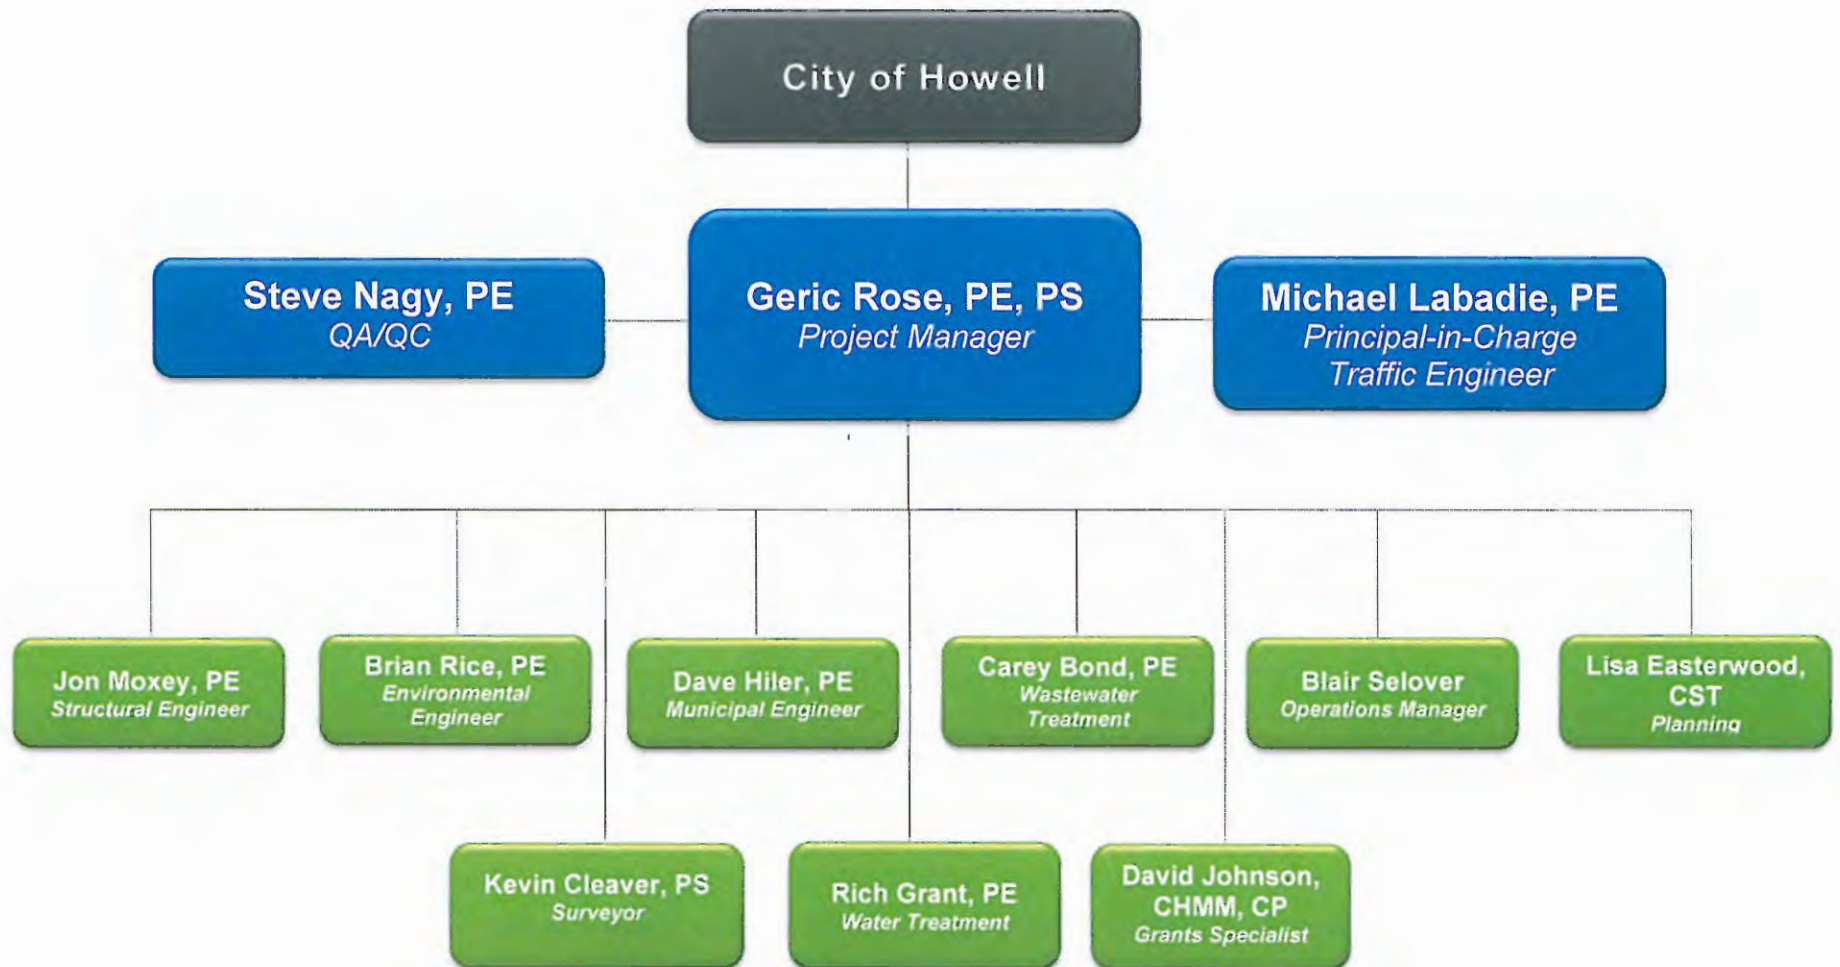 City of Howell
Steve Nagy, PE
QA/QC
Geric Rose, PE, PS
Project Manager
Michael Labadie, PE
Principal-in-Charge
Traffic Engineer
Jon Moxey, PE
Structural Engineer
Brian Rice, PE
Environmental
Engineer
Dave Hiler, PE
Municipal Engineer
Carey Bond, PE
Wastewater
Treatment
Blair Selover
Operations Manager
Lisa Easterwood,
CST
Planning
Kevin Cleaver, PS
Surveyor
Rich Grant, PE
Water Treatment
David Johnson,
CHMM, CP
Grants Specialist